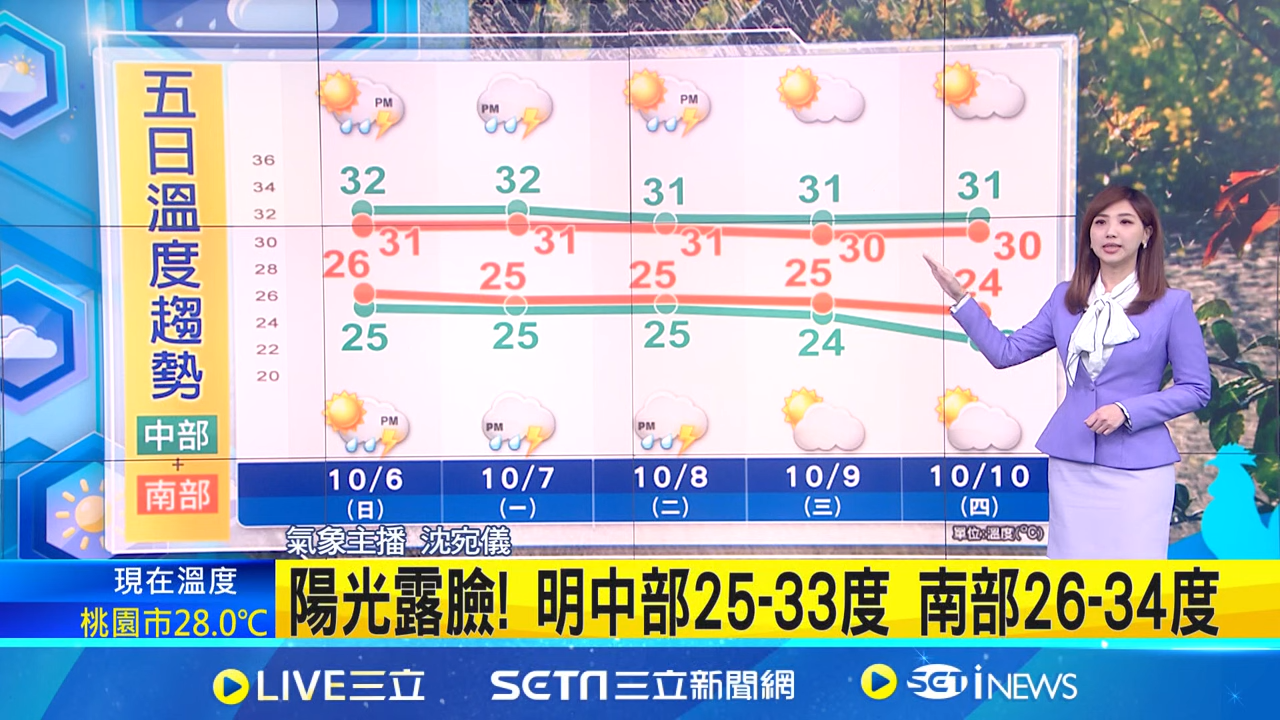 五日溫度趨勢
中部
+
南部
PM
PM
PM
36
34
32
30
28
26
24
22
20
32 32 31 31 31
31 31 31 30 30
26 25 25 25 24
25 25 25 24
PM
PM
PM
10/6 10/7 10/8 10/9 10/10
(日) (一) (二) (三) (四)
單位:溫度(°C)
氣象主播 沈宛儀
現在溫度
桃園市28.0°C
陽光露臉! 明中部25-33度 南部26-34度
LIVE三立
SETN三立新聞網
SETiNEWS